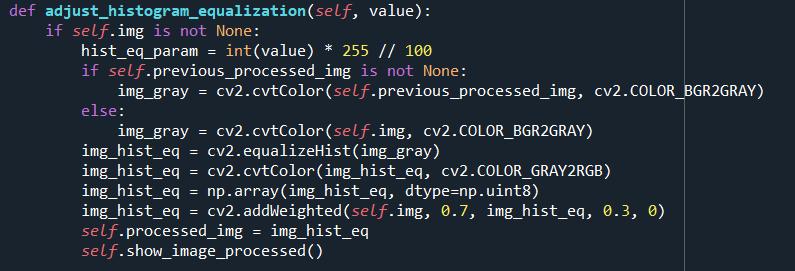 def adjust_histogram_equalization(self, value):
    if self.img is not None:
        hist_eq_param = int(value) * 255 // 100
        if self.previous_processed_img is not None:
            img_gray = cv2.cvtColor(self.previous_processed_img, cv2.COLOR_BGR2GRAY)
        else:
            img_gray = cv2.cvtColor(self.img, cv2.COLOR_BGR2GRAY)
        img_hist_eq = cv2.equalizeHist(img_gray)
        img_hist_eq = cv2.cvtColor(img_hist_eq, cv2.COLOR_GRAY2RGB)
        img_hist_eq = np.array(img_hist_eq, dtype=np.uint8)
        img_hist_eq = cv2.addWeighted(self.img, 0.7, img_hist_eq, 0.3, 0)
        self.processed_img = img_hist_eq
        self.show_image_processed()